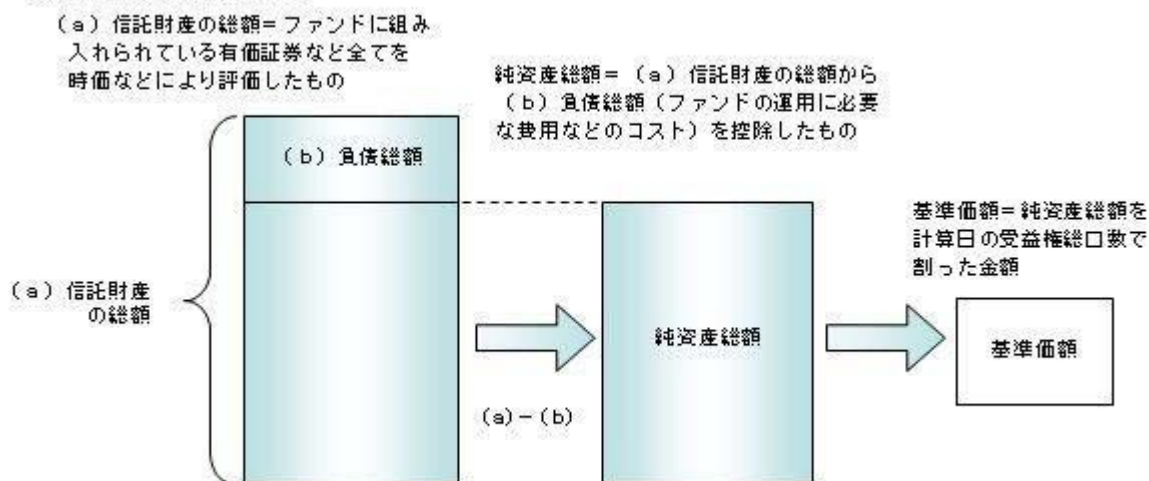 （a）信託財産の総額＝ファンドに組み
入れられている有価証券など全てを
時価などにより評価したもの
純資産総額＝（a）信託財産の総額から
（b）負債総額（ファンドの運用に必要
な費用などのコスト）を控除したもの
（b）負債総額
基準価額＝純資産総額を
計算日の受益権総口数で
割った金額
（a）信託財産
の総額
純資産総額
基準価額
(a)－(b)